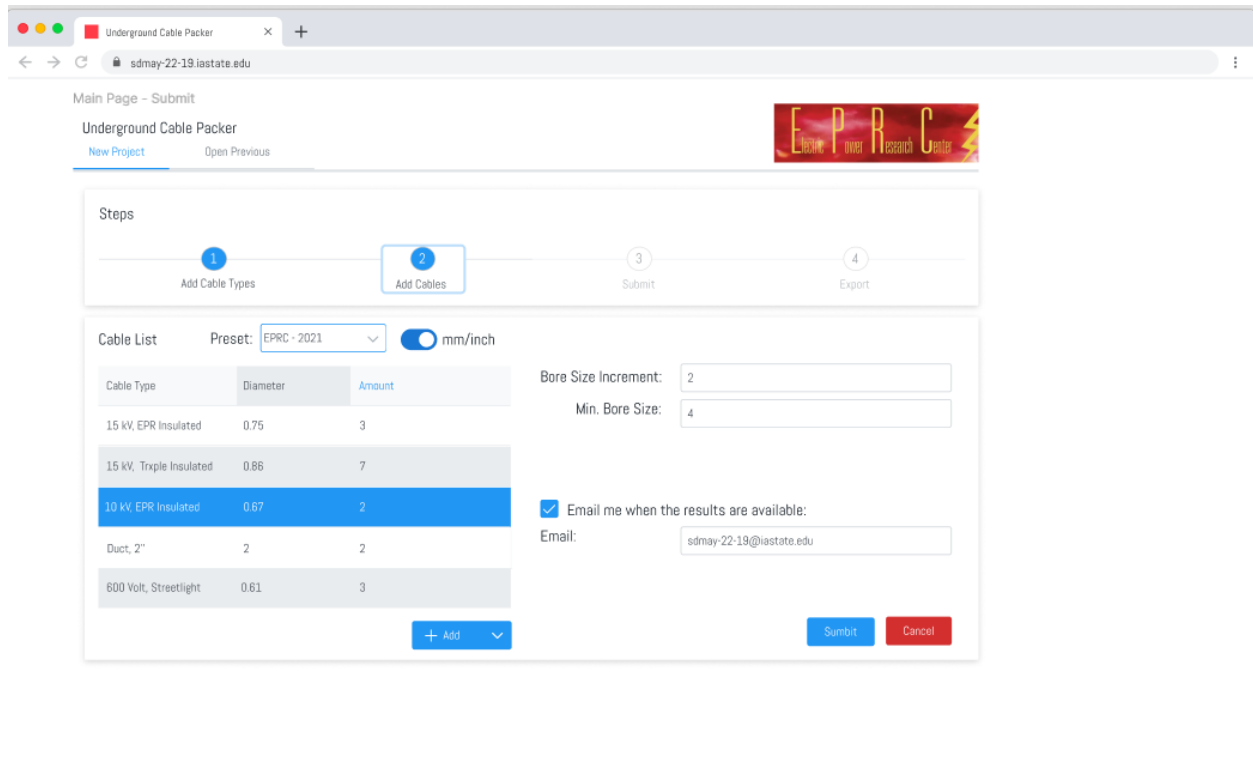 Underground Cable Packer
sdmay-22-19.iastate.edu
Main Page - Submit
Underground Cable Packer
New Project Open Previous
Electric Power Research Center
Steps
1 2 3 4
Add Cable Types Add Cables Submit Export
Cable List Preset: EPRC - 2021 mm/inch
Cable Type Diameter Amount
15 kV, EPR Insulated 0.75 3
15 kV, Trxple Insulated 0.86 7
10 kV, EPR Insulated 0.67 2
Duct, 2" 2 2
600 Volt, Streetlight 0.61 3
+ Add
Bore Size Increment: 2
Min. Bore Size: 4
Email me when the results are available:
Email: sdmay-22-19@iastate.edu
Sumbit Cancel